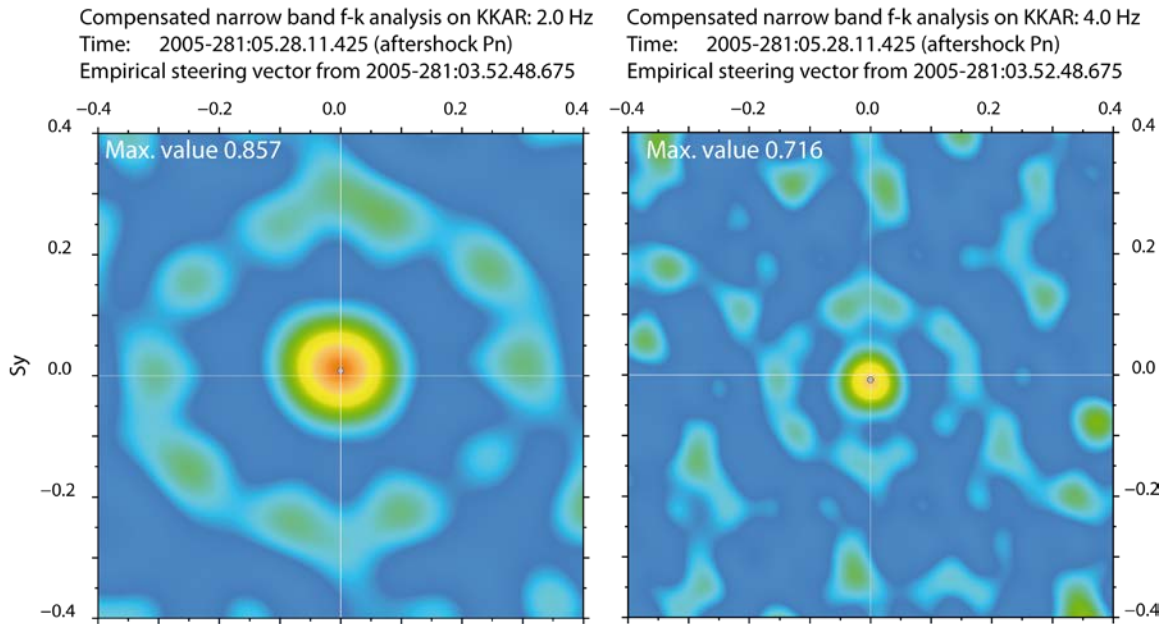 Compensated narrow band f-k analysis on KKAR: 2.0 Hz
Time: 2005-281:05.28.11.425 (aftershock Pn)
Empirical steering vector from 2005-281:03.52.48.675
−0.4 −0.2 0.0 0.2 0.4
0.4
Max. value 0.857
0.2
Sy
0.0
−0.2
−0.4
Compensated narrow band f-k analysis on KKAR: 4.0 Hz
Time: 2005-281:05.28.11.425 (aftershock Pn)
Empirical steering vector from 2005-281:03.52.48.675
−0.4 −0.2 0.0 0.2 0.4
0.4
Max. value 0.716
0.2
0.0
−0.2
−0.4